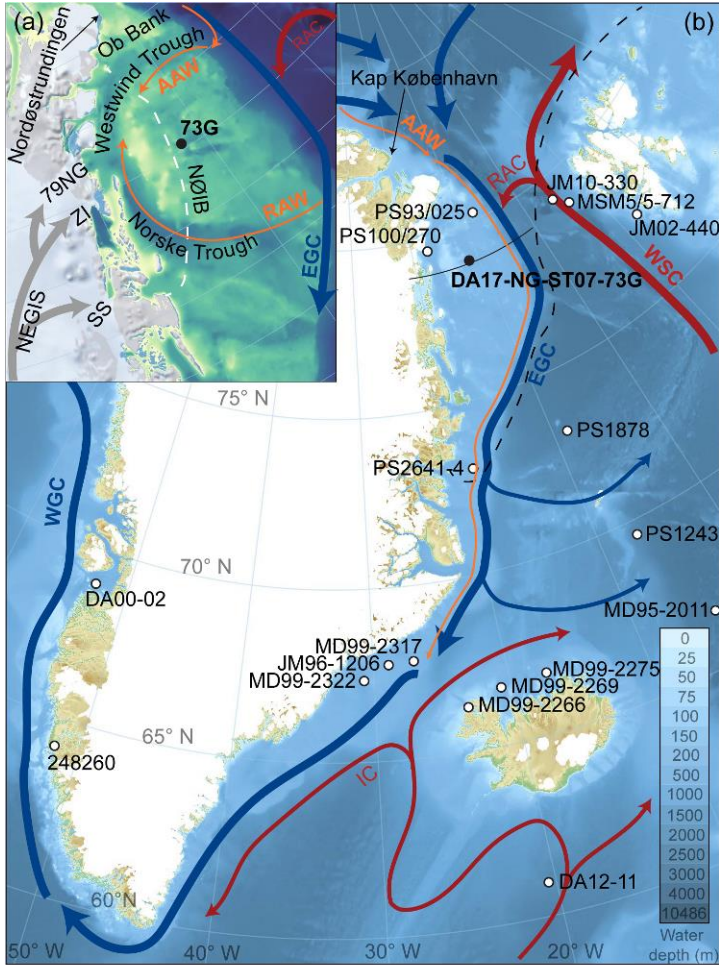 (a)
Nordøstrundingen
Ob Bank
Westwind Trough
AAW
RAC
73G
NØIB
79NG
ZI
RAW
Norske Trough
EGC
NEGIS
SS
(b)
Kap København
AAW
RAC
JM10-330
MSM5/5-712
JM02-440
PS93/025
PS100/270
DA17-NG-ST07-73G
WSC
EGC
75° N
PS1878
PS2641-4
WGC
PS1243
70° N
DA00-02
MD95-2011
MD99-2317
JM96-1206
MD99-2322
MD99-2275
MD99-2269
MD99-2266
65° N
248260
IC
DA12-11
60° N
50° W
40° W
30° W
20° W
0
25
50
75
100
150
200
500
1000
1500
2000
2500
3000
4000
10486
Water
depth (m)